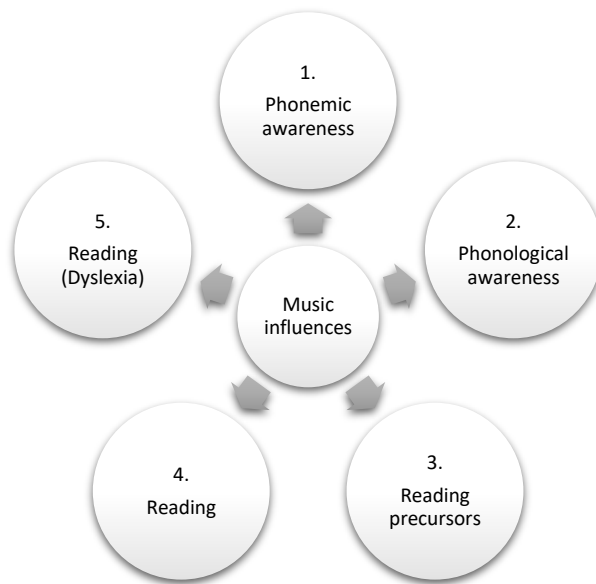 1.
Phonemic
awareness
5.
Reading
(Dyslexia)
2.
Phonological
awareness
Music
influences
4.
Reading
3.
Reading
precursors